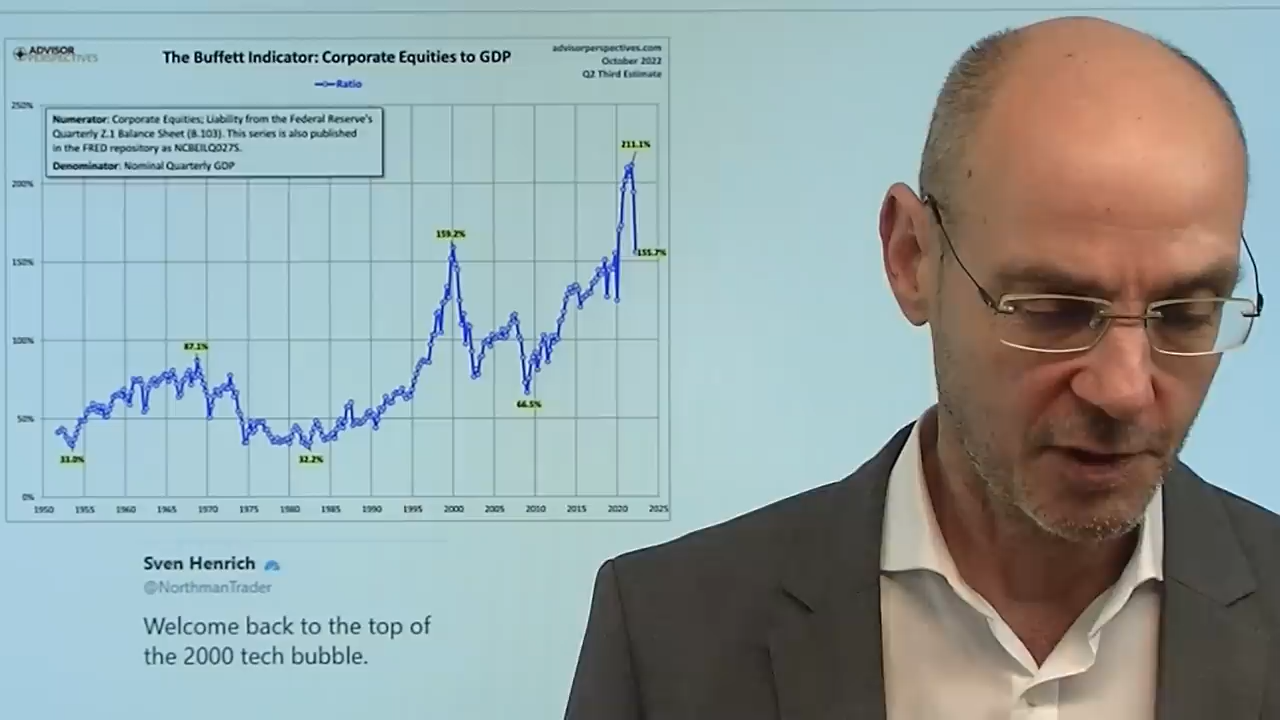 ADVISOR
PERSPECTIVES
The Buffett Indicator: Corporate Equities to GDP
advisorperspectives.com
October 2022
Q2 Third Estimate
Ratio
250%
Numerator: Corporate Equities; Liability from the Federal Reserve's
Quarterly Z.1 Balance Sheet (B.103). This series is also published
in the FRED repository as NCBEILQ027S.
Denominator: Nominal Quarterly GDP
211.1%
200%
159.2%
155.7%
150%
100%
87.1%
66.5%
50%
33.0%
32.2%
0%
1950 1955 1960 1965 1970 1975 1980 1985 1990 1995 2000 2005 2010 2015 2020 2025
Sven Henrich
@NorthmanTrader
Welcome back to the top of
the 2000 tech bubble.